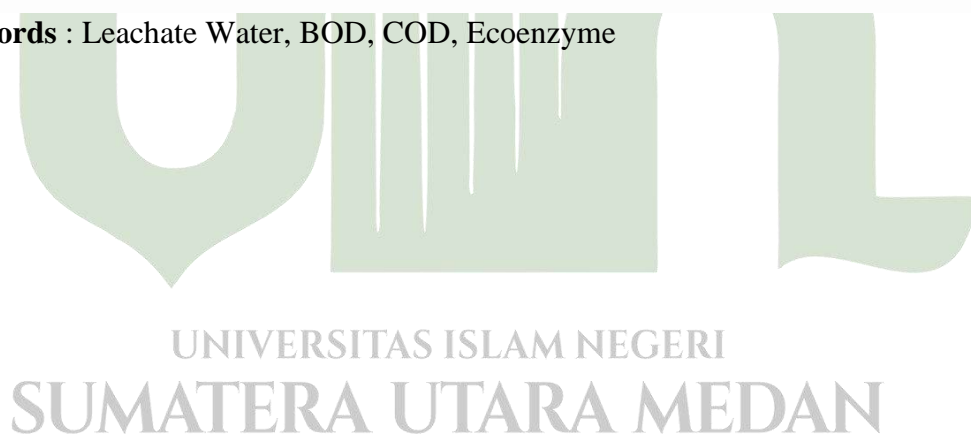 ords : Leachate Water, BOD, COD, Ecoenzyme
UNIVERSITAS ISLAM NEGERI
SUMATERA UTARA MEDAN